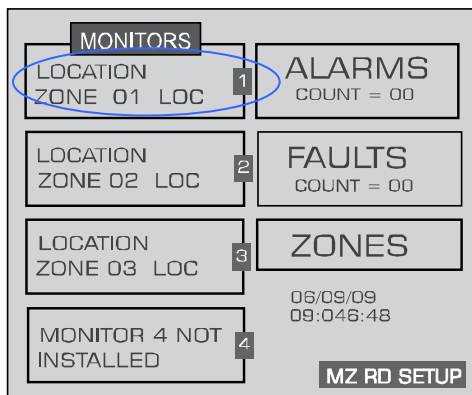 MONITORS
LOCATION
ZONE 01 LOC
1
ALARMS
COUNT = 00
LOCATION
ZONE 02 LOC
2
FAULTS
COUNT = 00
LOCATION
ZONE 03 LOC
3
ZONES
06/09/09
09:046:48
MONITOR 4 NOT
INSTALLED
4
MZ RD SETUP